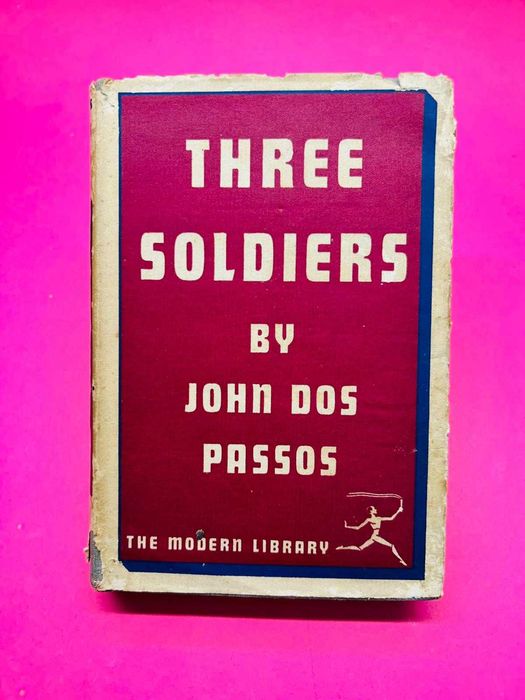 THREE
SOLDIERS
BY
JOHN DOS
PASSOS
THE MODERN LIBRARY